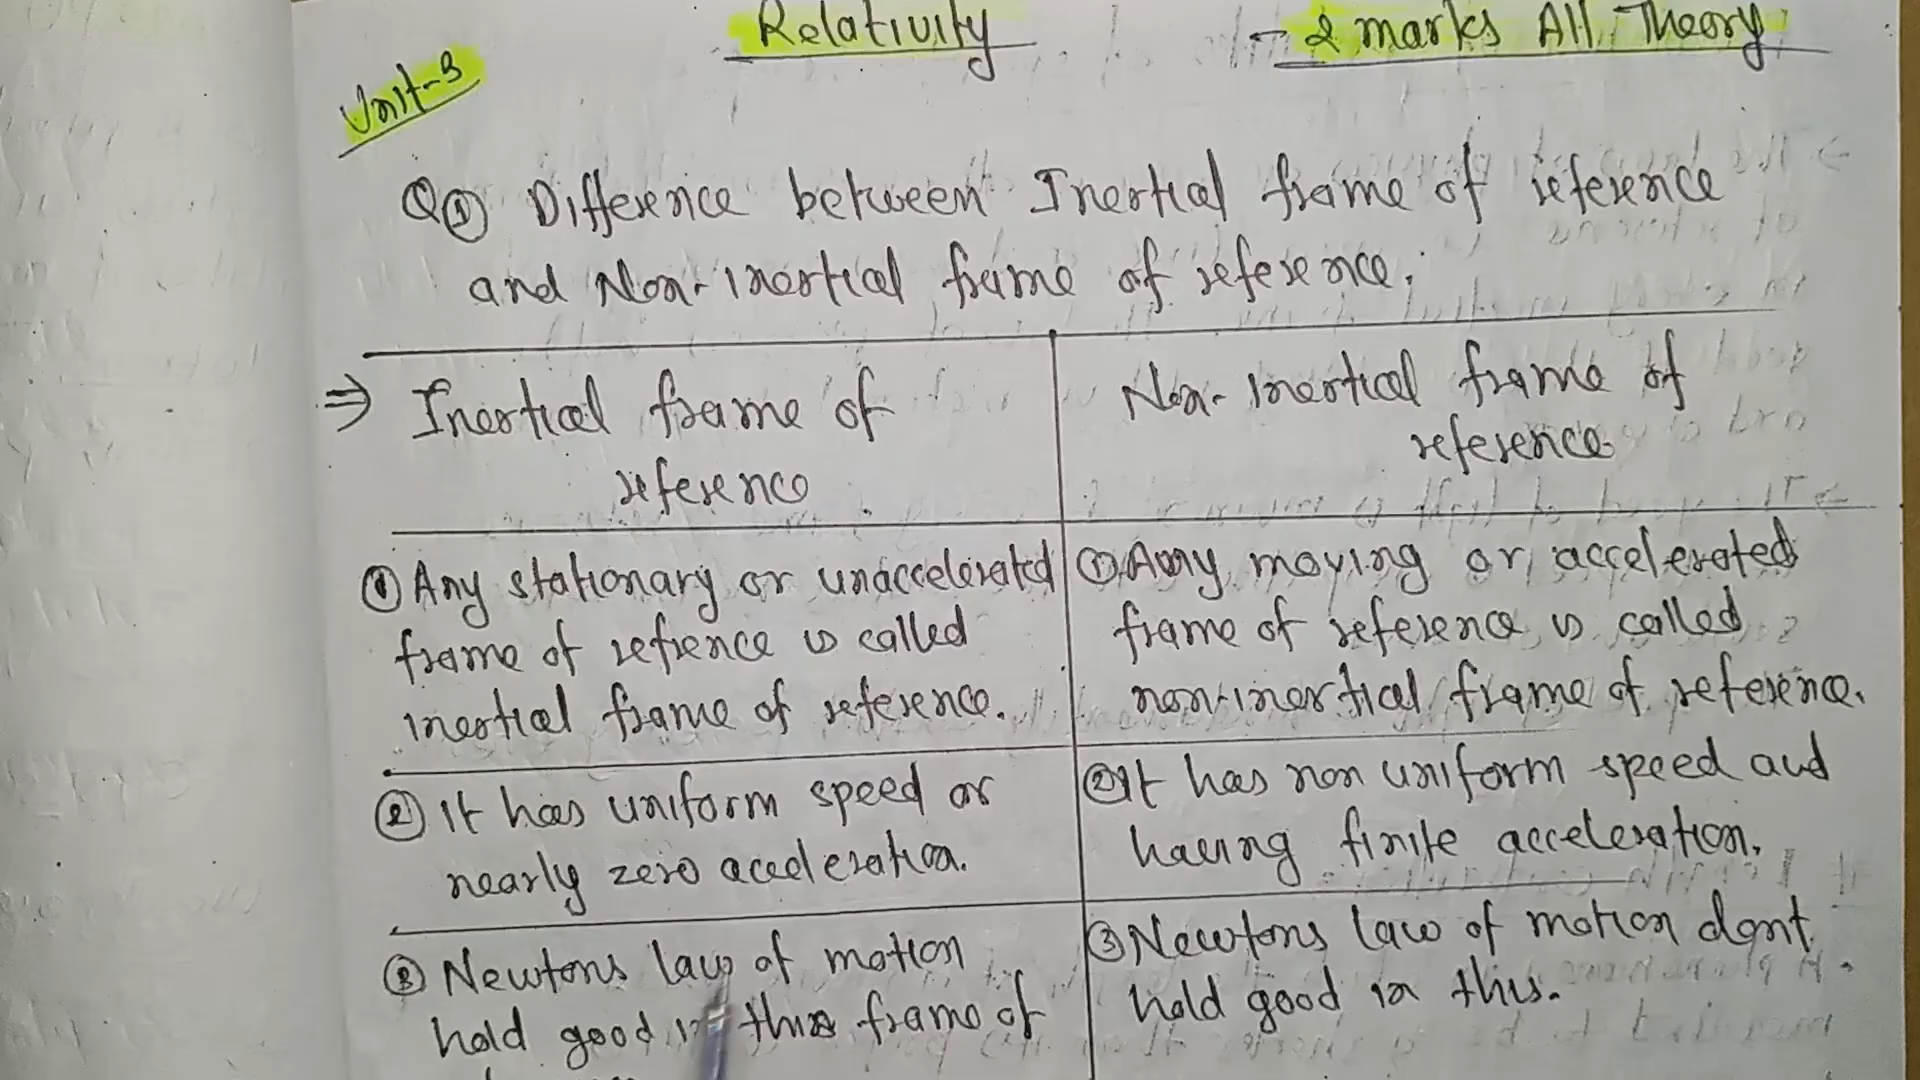 Relativity
- 2 marks All Theory
Unit-3
Q① Difference between Inertial frame of reference
and Non-inertial frame of reference.
⇒ Inertial frame of
reference
Non-inertial frame of
reference
① Any stationary or unaccelerated
frame of refrence is called
inertial frame of reference.
① Any moving or accelerated
frame of reference is called
non-inertial frame of reference.
② It has uniform speed or
nearly zero acceleration.
② It has non uniform speed and
having finite acceleration.
③ Newtons law of motion
hold good in this frame of
③ Newtons law of motion dont
hold good in this.